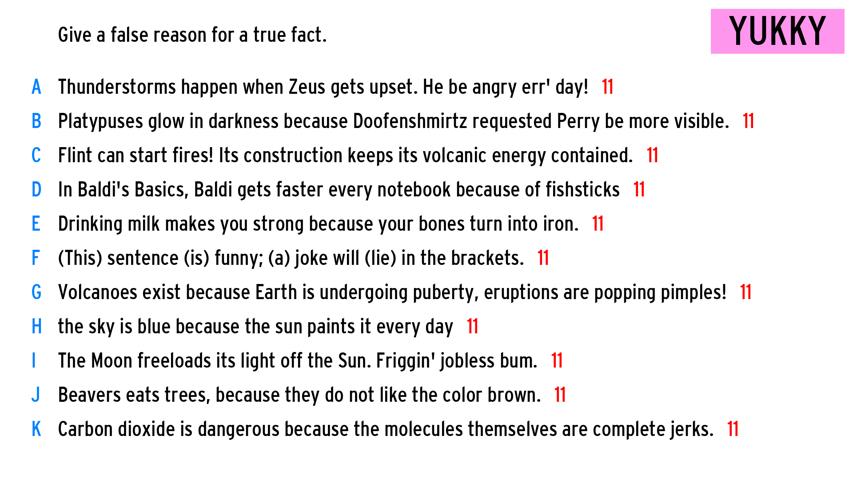 Give a false reason for a true fact.
YUKKY
A Thunderstorms happen when Zeus gets upset. He be angry err' day! 11
B Platypuses glow in darkness because Doofenshmirtz requested Perry be more visible. 11
C Flint can start fires! Its construction keeps its volcanic energy contained. 11
D In Baldi's Basics, Baldi gets faster every notebook because of fishsticks 11
E Drinking milk makes you strong because your bones turn into iron. 11
F (This) sentence (is) funny; (a) joke will (lie) in the brackets. 11
G Volcanoes exist because Earth is undergoing puberty, eruptions are popping pimples! 11
H the sky is blue because the sun paints it every day 11
I The Moon freeloads its light off the Sun. Friggin' jobless bum. 11
J Beavers eats trees, because they do not like the color brown. 11
K Carbon dioxide is dangerous because the molecules themselves are complete jerks. 11